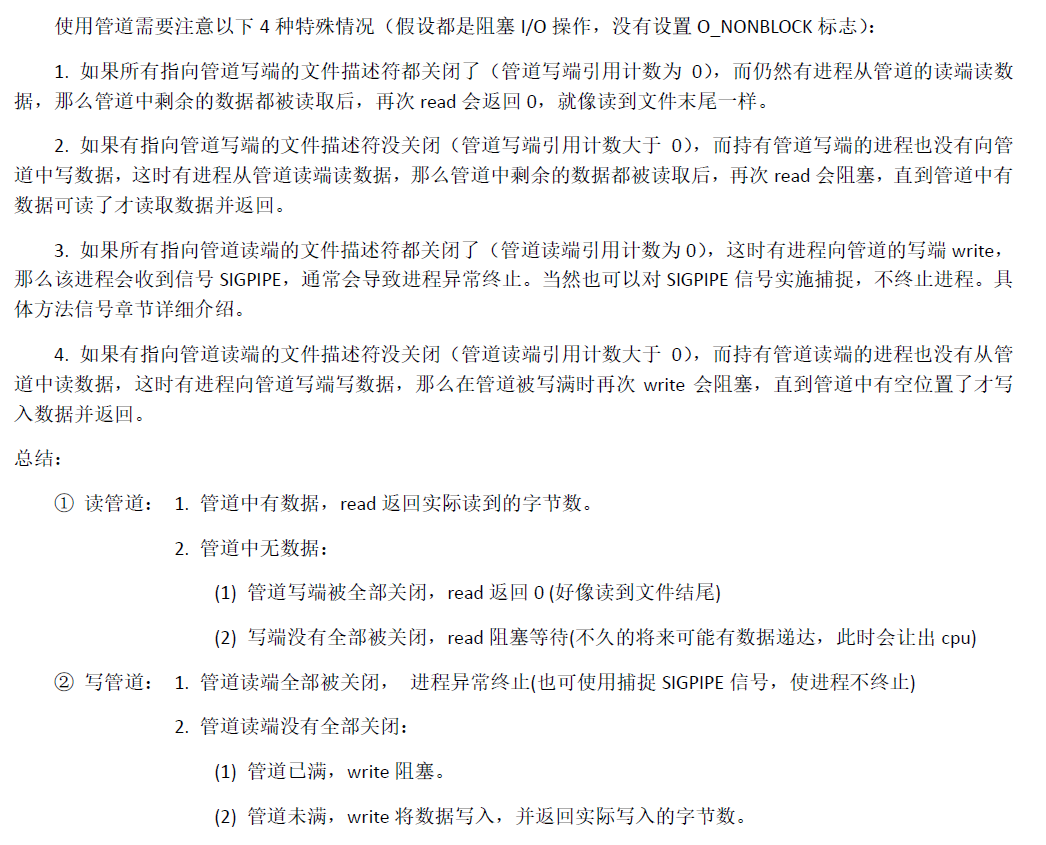 使用管道需要注意以下 4 种特殊情况（假设都是阻塞 I/O 操作，没有设置 O_NONBLOCK 标志）：
1. 如果所有指向管道写端的文件描述符都关闭了（管道写端引用计数为 0），而仍然有进程从管道的读端读数
据，那么管道中剩余的数据都被读取后，再次 read 会返回 0，就像读到文件末尾一样。
2. 如果有指向管道写端的文件描述符没关闭（管道写端引用计数大于 0），而持有管道写端的进程也没有向管
道中写数据，这时有进程从管道读端读数据，那么管道中剩余的数据都被读取后，再次 read 会阻塞，直到管道中有
数据可读了才读取数据并返回。
3. 如果所有指向管道读端的文件描述符都关闭了（管道读端引用计数为 0），这时有进程向管道的写端 write，
那么该进程会收到信号 SIGPIPE，通常会导致进程异常终止。当然也可以对 SIGPIPE 信号实施捕捉，不终止进程。具
体方法信号章节详细介绍。
4. 如果有指向管道读端的文件描述符没关闭（管道读端引用计数大于 0），而持有管道读端的进程也没有从管
道中读数据，这时有进程向管道写端写数据，那么在管道被写满时再次 write 会阻塞，直到管道中有空位置了才写
入数据并返回。
总结：
① 读管道： 1. 管道中有数据，read 返回实际读到的字节数。
2. 管道中无数据：
(1) 管道写端被全部关闭，read 返回 0 (好像读到文件结尾)
(2) 写端没有全部被关闭，read 阻塞等待(不久的将来可能有数据递达，此时会让出 cpu)
② 写管道： 1. 管道读端全部被关闭， 进程异常终止(也可使用捕捉 SIGPIPE 信号，使进程不终止)
2. 管道读端没有全部关闭：
(1) 管道已满，write 阻塞。
(2) 管道未满，write 将数据写入，并返回实际写入的字节数。